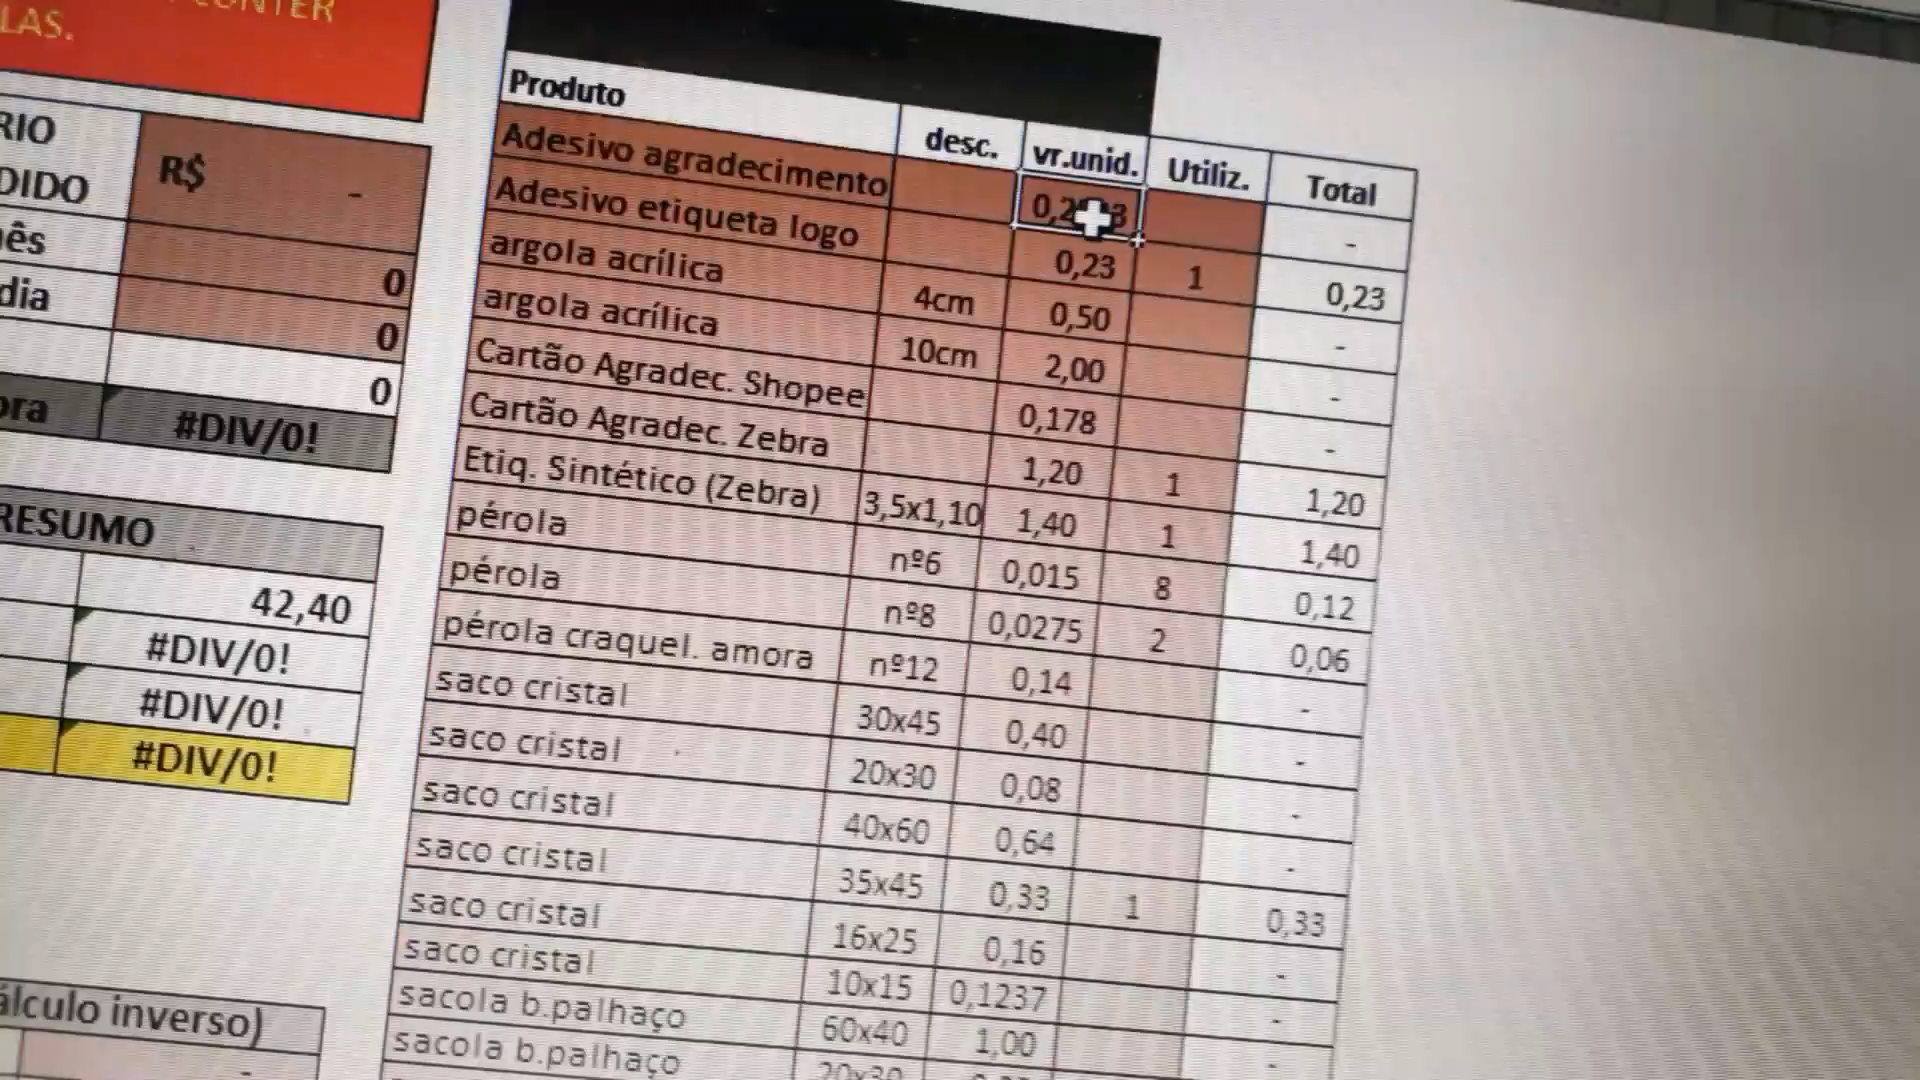 CONTER
LAS.
RIO
DIDO
R$ -
ês 0
dia 0
0
ora #DIV/0!
RESUMO
42,40
#DIV/0!
#DIV/0!
#DIV/0!
álculo inverso)
-
Produto desc. vr.unid. Utiliz. Total
Adesivo agradecimento -
Adesivo etiqueta logo 0,23 1 0,23
argola acrílica 4cm 0,50 -
argola acrílica 10cm 2,00 -
Cartão Agradec. Shopee 0,178 -
Cartão Agradec. Zebra 1,20 1 1,20
Etiq. Sintético (Zebra) 3,5x1,10 1,40 1 1,40
pérola nº6 0,015 8 0,12
pérola nº8 0,0275 2 0,06
pérola craquel. amora nº12 0,14 -
saco cristal 30x45 0,40 -
saco cristal 20x30 0,08 -
saco cristal 40x60 0,64 -
saco cristal 35x45 0,33 1 0,33
saco cristal 16x25 0,16 -
saco cristal 10x15 0,1237 -
sacola b.palhaço 60x40 1,00 -
sacola b.palhaço 20x30